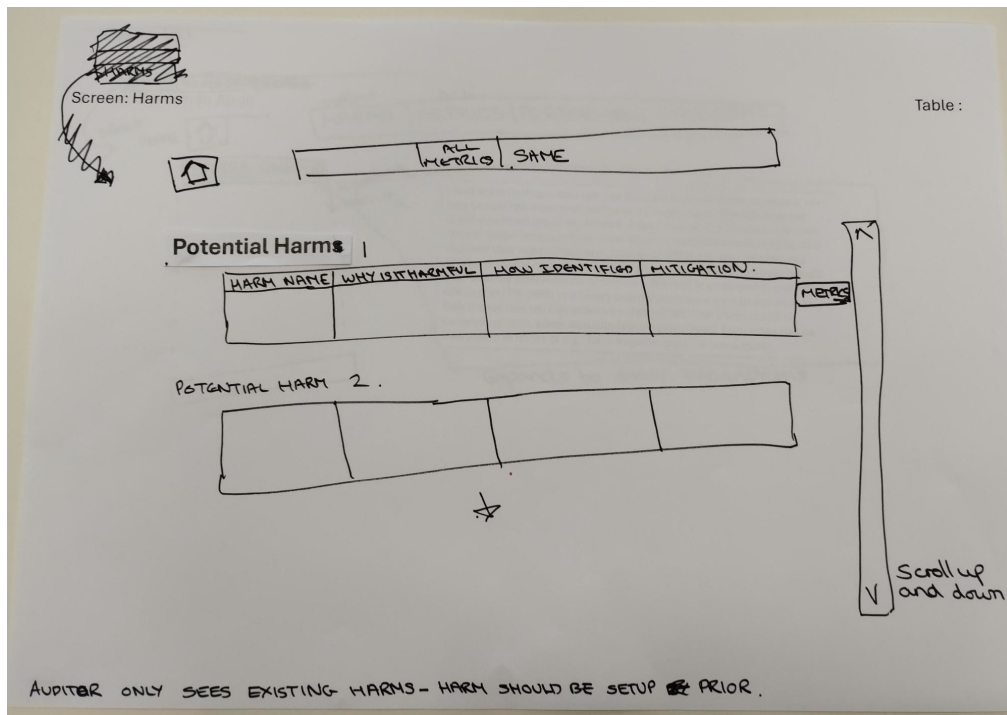 HARMS
Screen: Harms
Table :
ALL METRICS SAME
Potential Harms 1
HARM NAME WHY IS IT HARMFUL HOW IDENTIFIED MITIGATION.
METRICS
POTENTIAL HARM 2.
Scroll up
and down
AUDITOR ONLY SEES EXISTING HARMS - HARM SHOULD BE SETUP PRIOR.